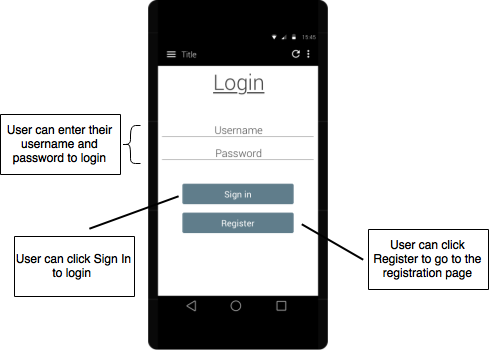 15:45
Title
Login
User can enter their
username and
password to login
Username
Password
Sign in
Register
User can click Sign In
to login
User can click
Register to go to the
registration page